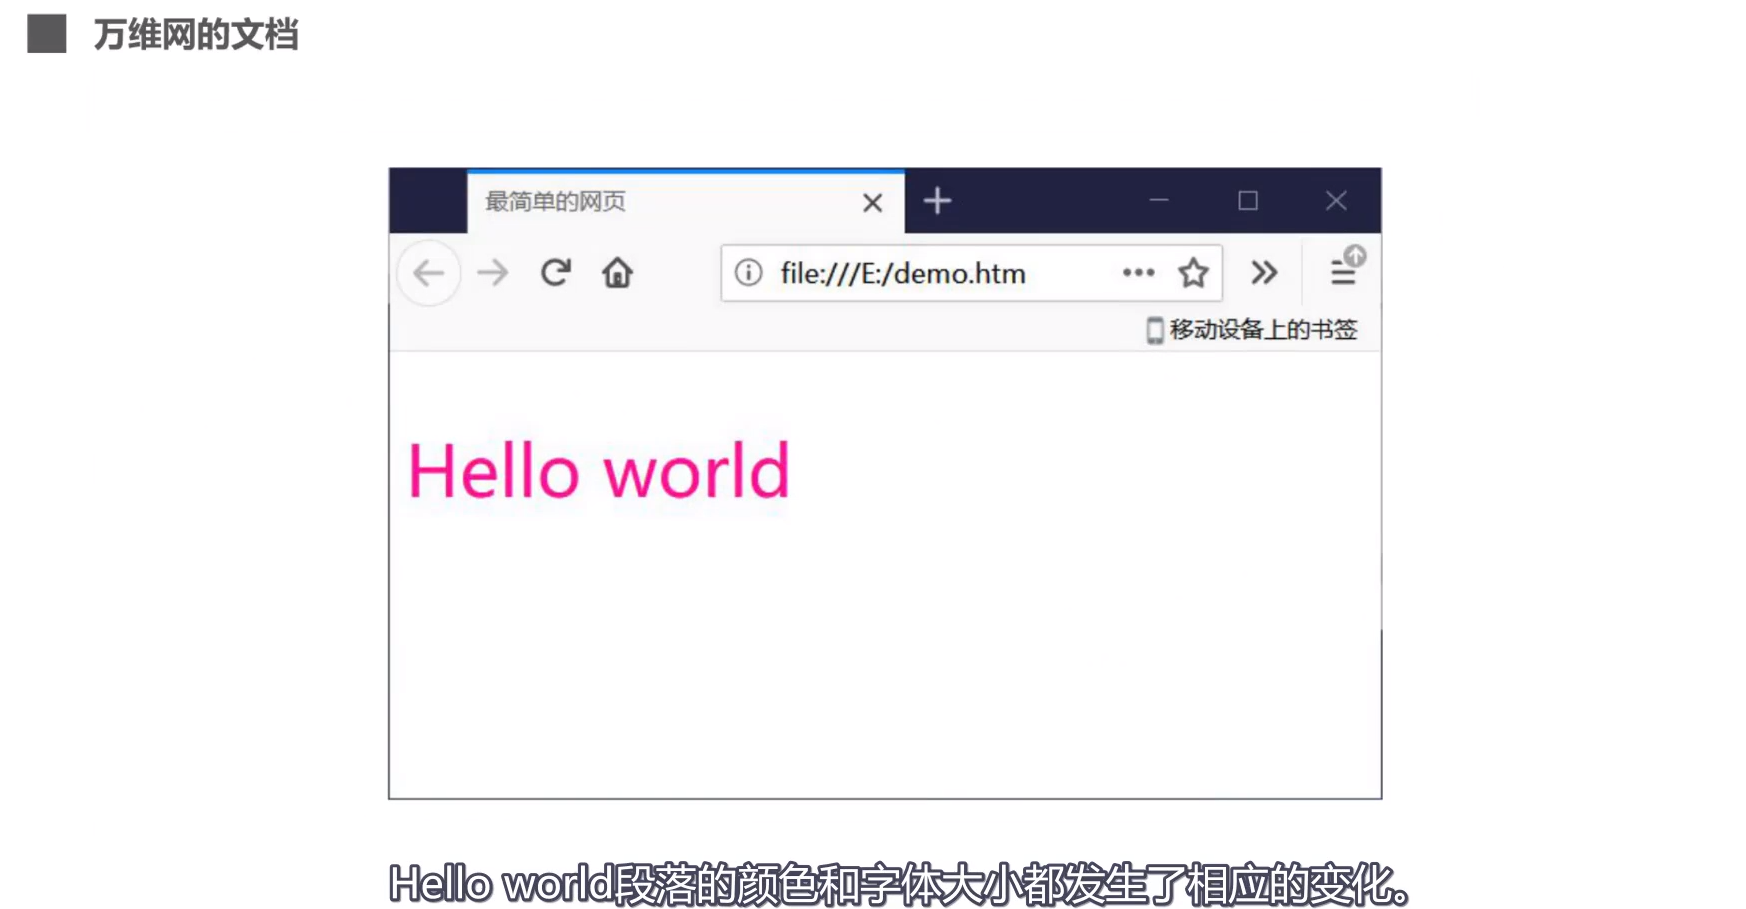 万维网的文档
最简单的网页
file:///E:/demo.htm
移动设备上的书签
Hello world
Hello world段落的颜色和字体大小都发生了相应的变化。